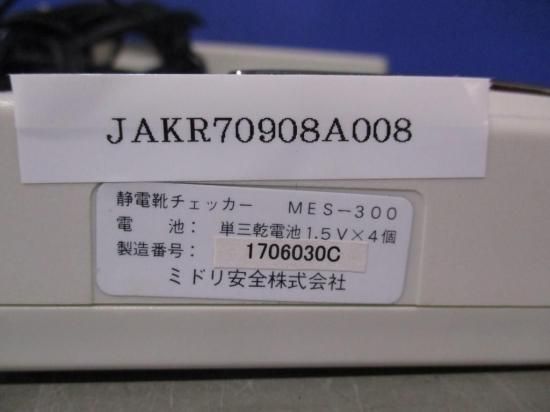 JAKR70908A008
静電靴チェッカー　MES－300
電　池：　単三乾電池1.5V×4個
製造番号：　1706030C
ミドリ安全株式会社